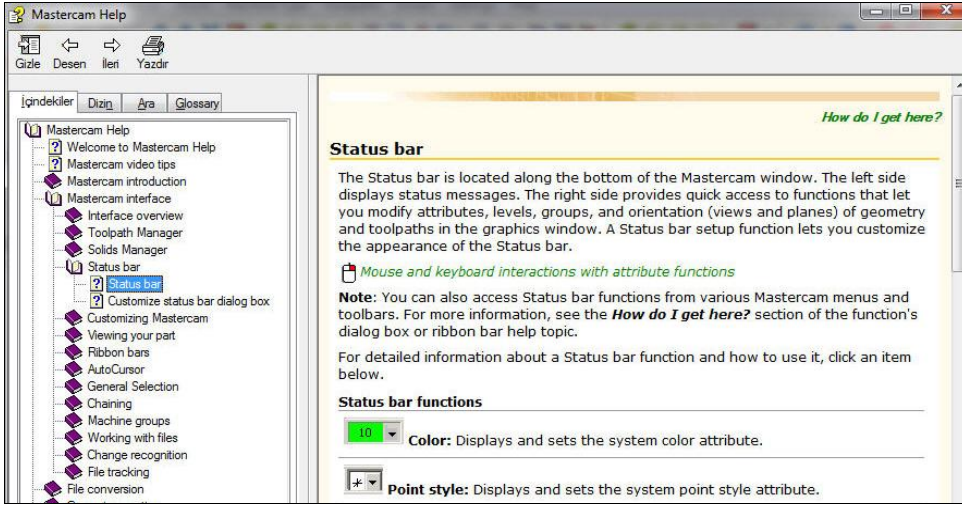 Mastercam Help
Gizle Desen İleri Yazdır
İçindekiler Dizin Ara Glossary
Mastercam Help
Welcome to Mastercam Help
Mastercam video tips
Mastercam introduction
Mastercam interface
Interface overview
Toolpath Manager
Solids Manager
Status bar
Status bar
Customize status bar dialog box
Customizing Mastercam
Viewing your part
Ribbon bars
AutoCursor
General Selection
Chaining
Machine groups
Working with files
Change recognition
File tracking
File conversion
How do I get here?
Status bar
The Status bar is located along the bottom of the Mastercam window. The left side
displays status messages. The right side provides quick access to functions that let
you modify attributes, levels, groups, and orientation (views and planes) of geometry
and toolpaths in the graphics window. A Status bar setup function lets you customize
the appearance of the Status bar.
Mouse and keyboard interactions with attribute functions
Note: You can also access Status bar functions from various Mastercam menus and
toolbars. For more information, see the How do I get here? section of the function's
dialog box or ribbon bar help topic.
For detailed information about a Status bar function and how to use it, click an item
below.
Status bar functions
10 Color: Displays and sets the system color attribute.
Point style: Displays and sets the system point style attribute.